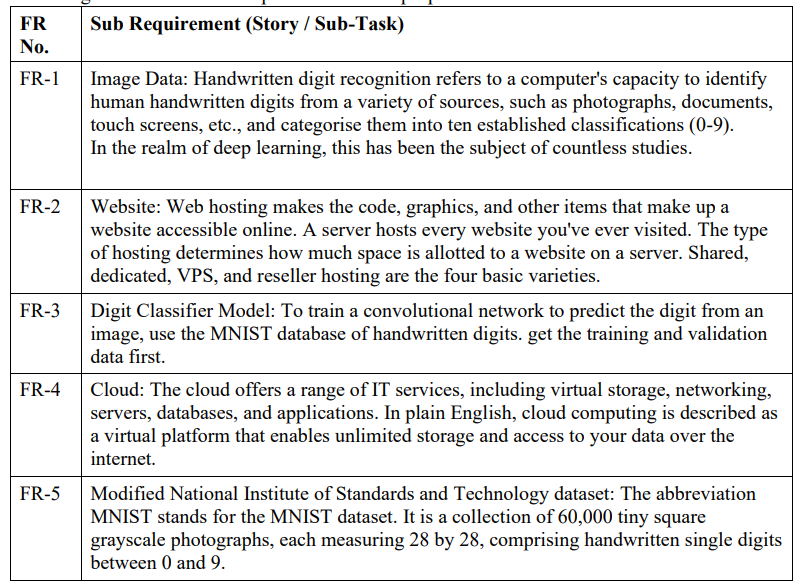 FR No.
Sub Requirement (Story / Sub-Task)
FR-1
Image Data: Handwritten digit recognition refers to a computer's capacity to identify
human handwritten digits from a variety of sources, such as photographs, documents,
touch screens, etc., and categorise them into ten established classifications (0-9).
In the realm of deep learning, this has been the subject of countless studies.
FR-2
Website: Web hosting makes the code, graphics, and other items that make up a
website accessible online. A server hosts every website you've ever visited. The type
of hosting determines how much space is allotted to a website on a server. Shared,
dedicated, VPS, and reseller hosting are the four basic varieties.
FR-3
Digit Classifier Model: To train a convolutional network to predict the digit from an
image, use the MNIST database of handwritten digits. get the training and validation
data first.
FR-4
Cloud: The cloud offers a range of IT services, including virtual storage, networking,
servers, databases, and applications. In plain English, cloud computing is described as
a virtual platform that enables unlimited storage and access to your data over the
internet.
FR-5
Modified National Institute of Standards and Technology dataset: The abbreviation
MNIST stands for the MNIST dataset. It is a collection of 60,000 tiny square
grayscale photographs, each measuring 28 by 28, comprising handwritten single digits
between 0 and 9.